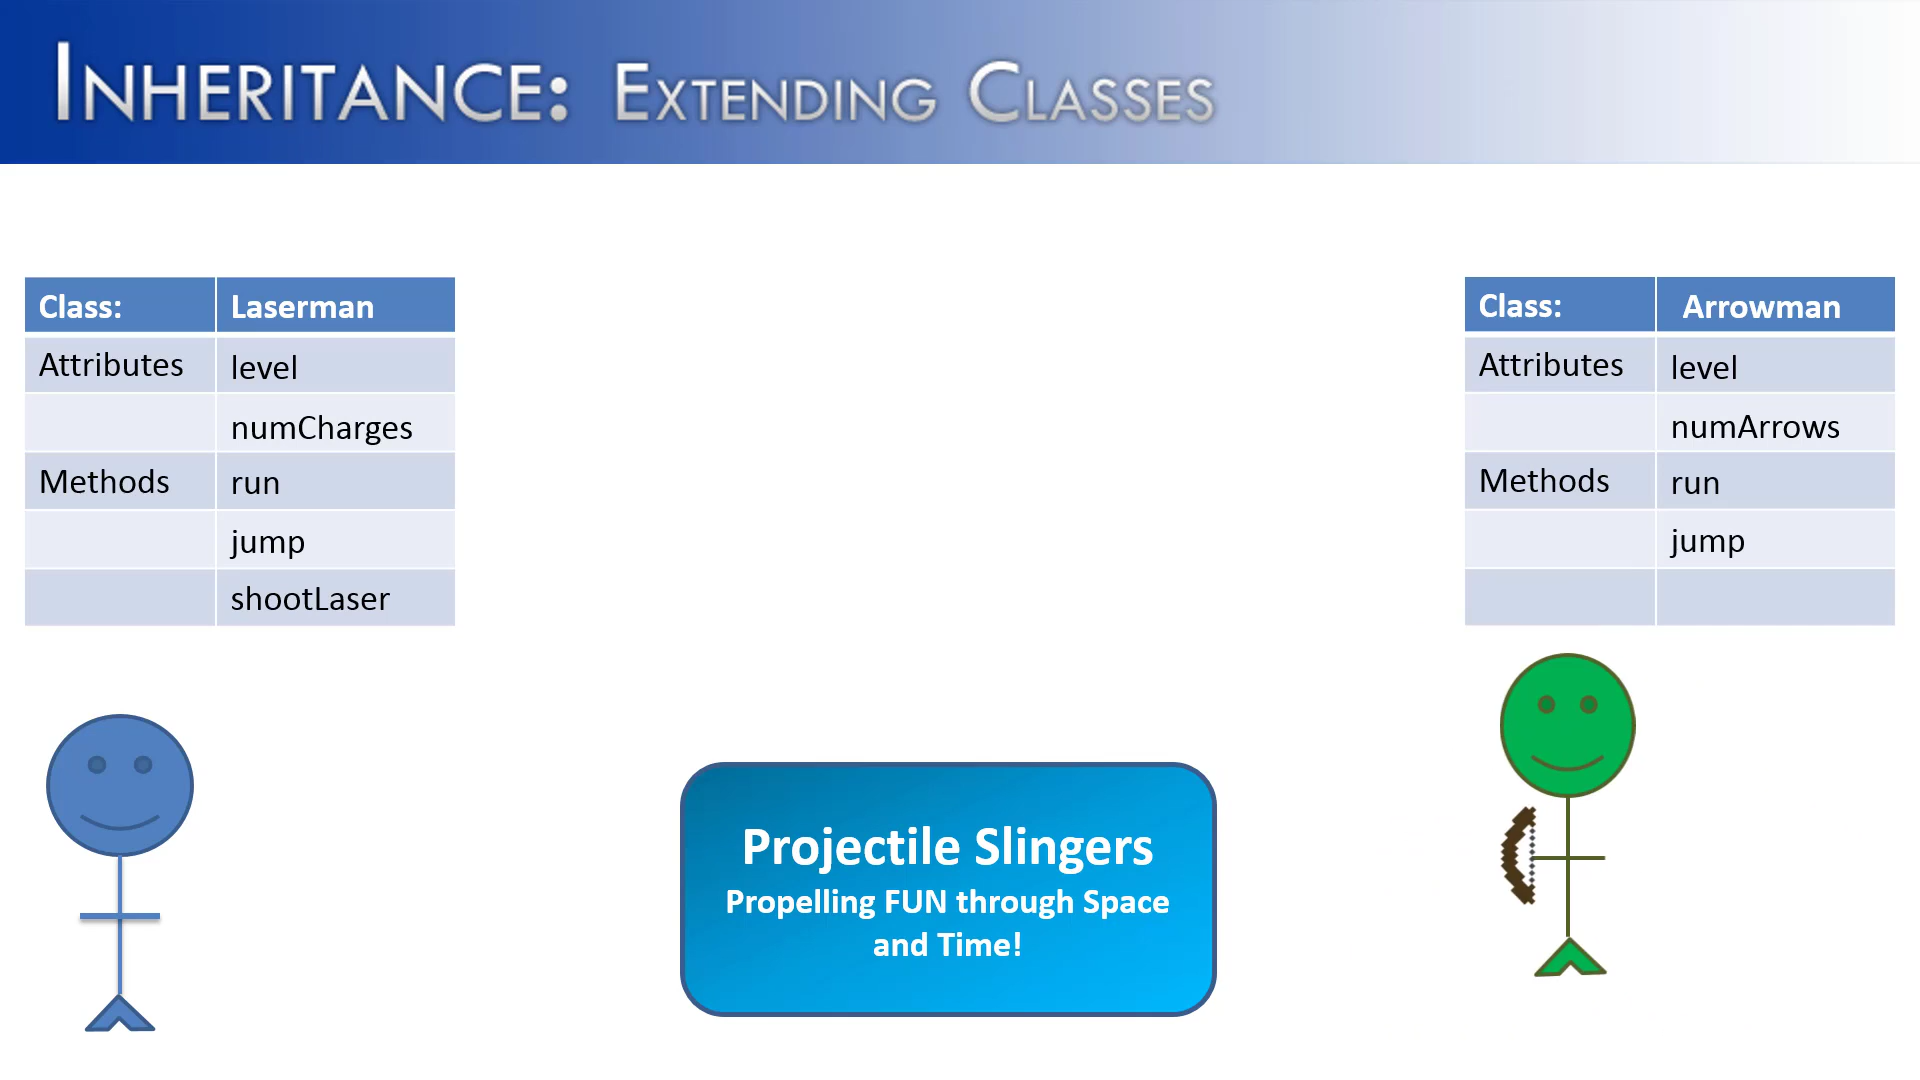 INHERITANCE: EXTENDING CLASSES
Class: Laserman
Attributes level
numCharges
Methods run
jump
shootLaser
Class: Arrowman
Attributes level
numArrows
Methods run
jump
Projectile Slingers
Propelling FUN through Space
and Time!